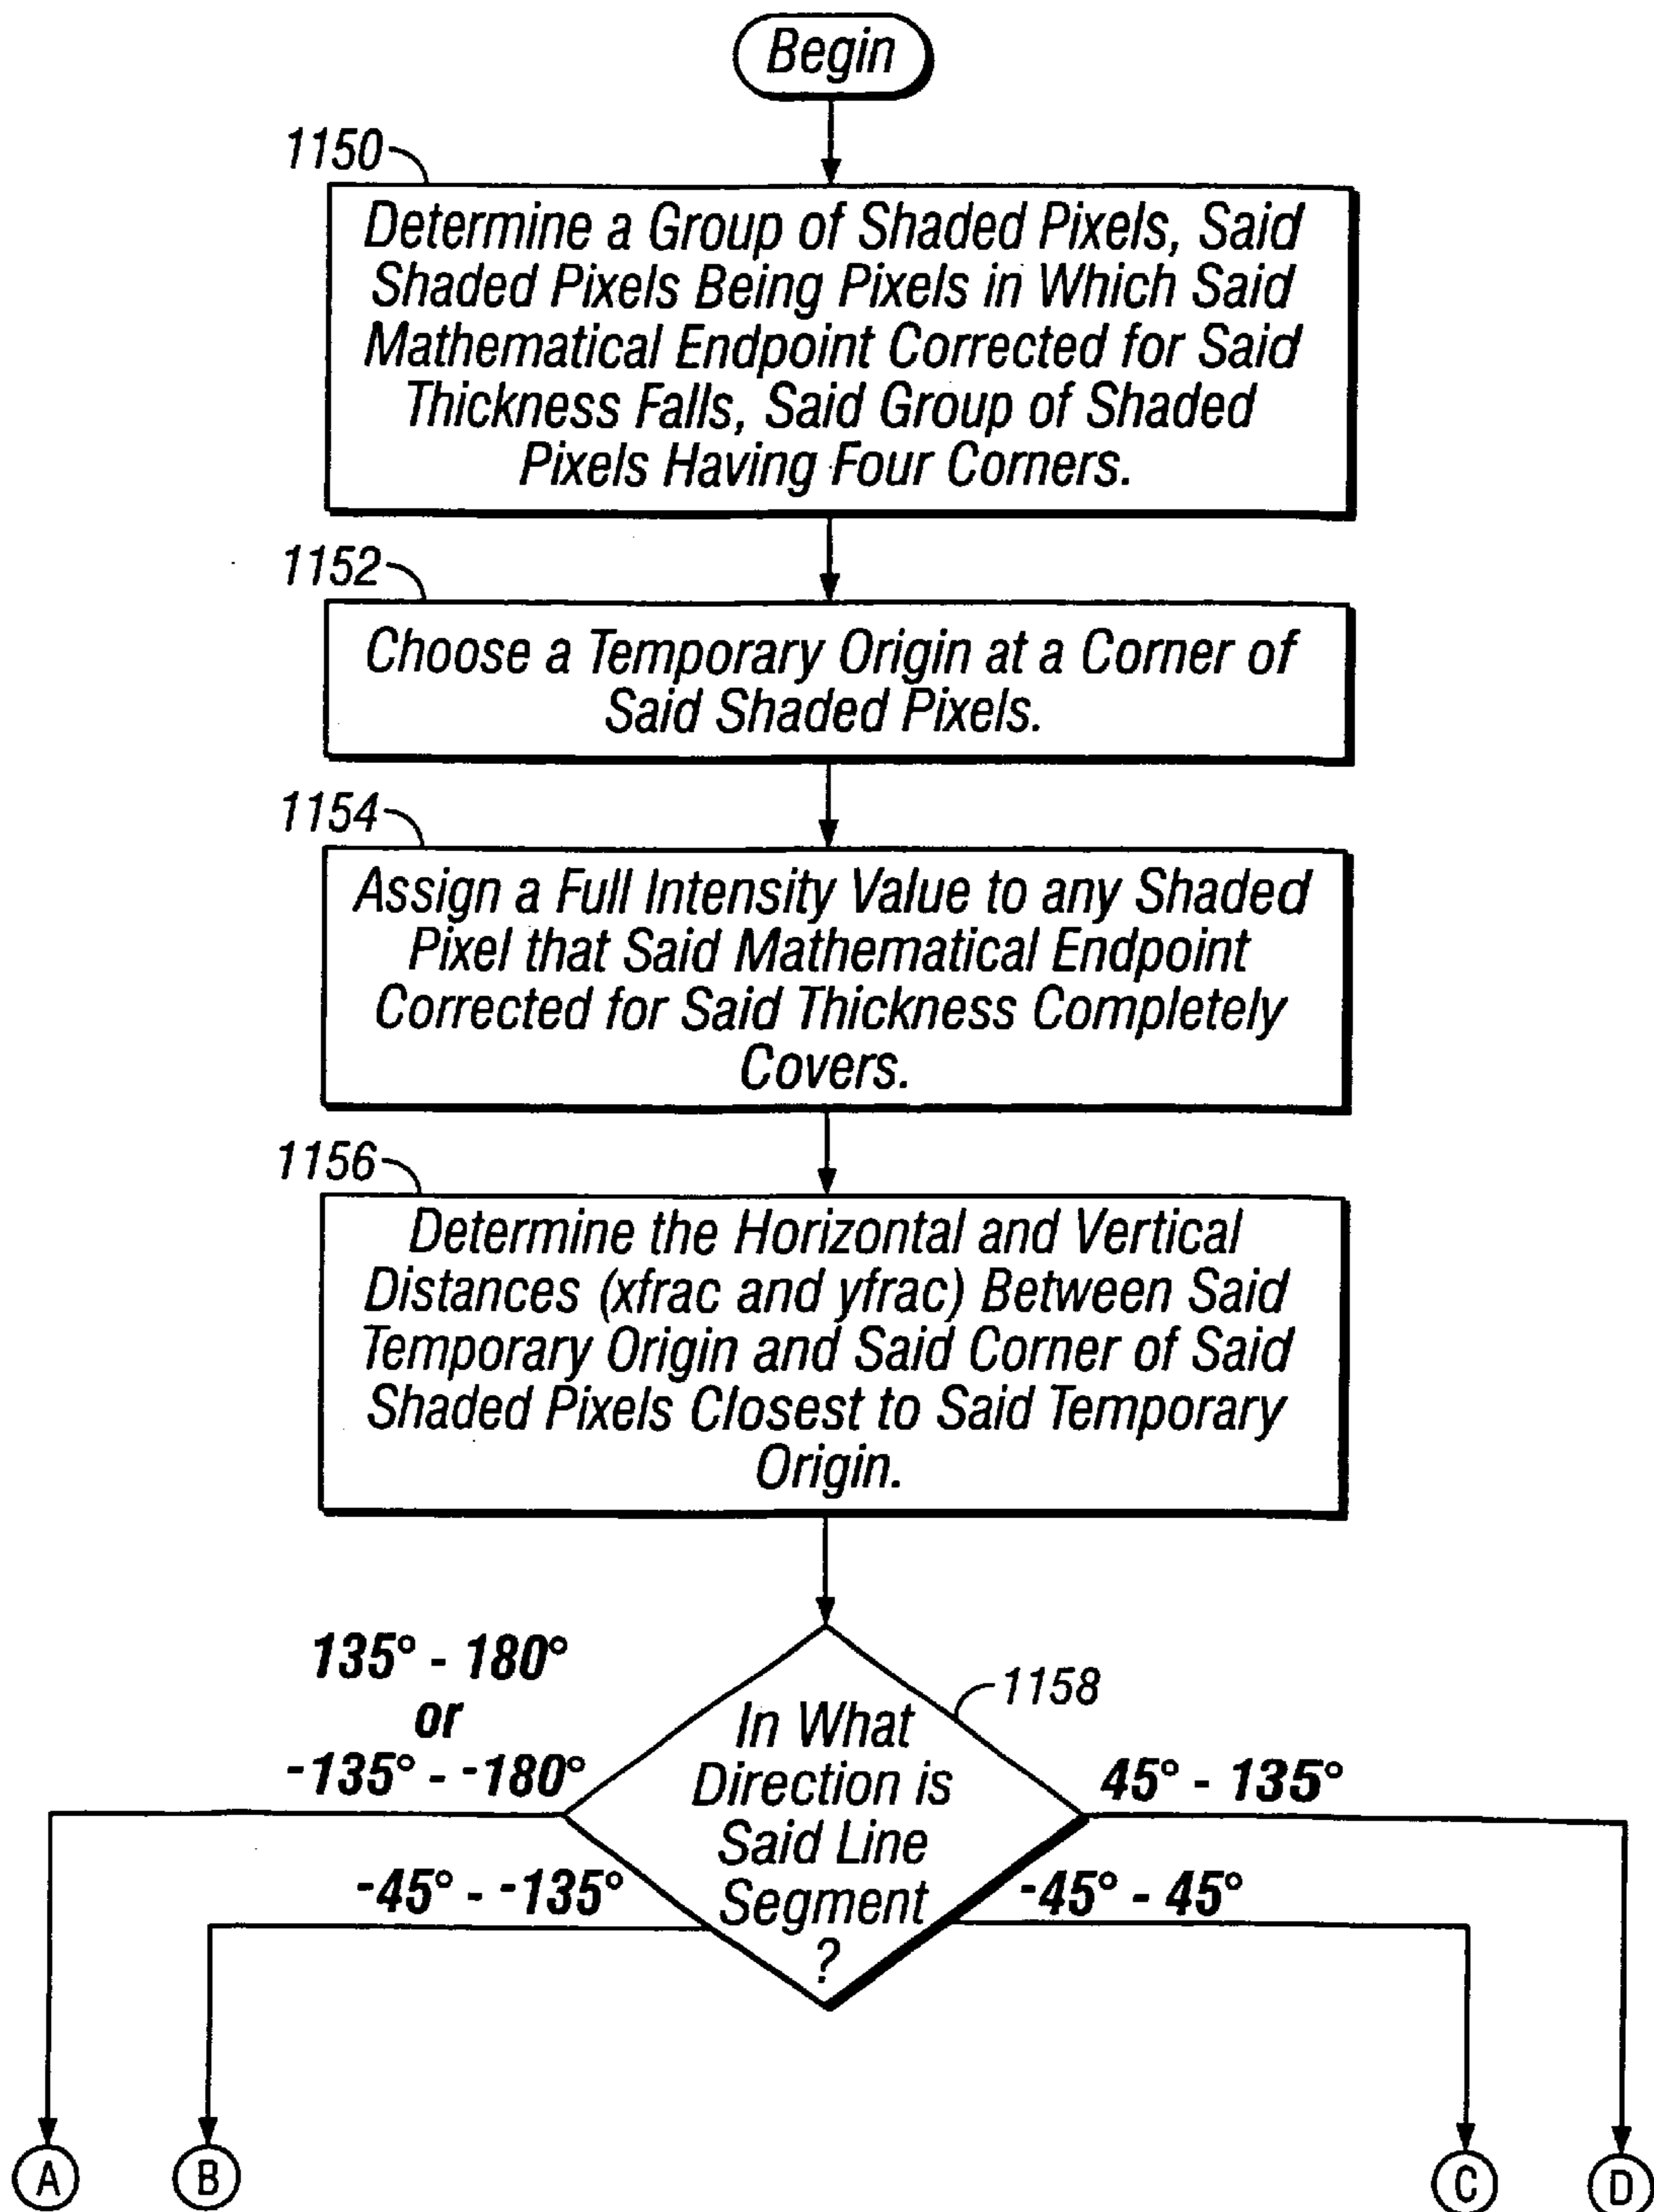 Begin
1150
Determine a Group of Shaded Pixels, Said
Shaded Pixels Being Pixels in Which Said
Mathematical Endpoint Corrected for Said
Thickness Falls, Said Group of Shaded
Pixels Having Four Corners.
1152
Choose a Temporary Origin at a Corner of
Said Shaded Pixels.
1154
Assign a Full Intensity Value to any Shaded
Pixel that Said Mathematical Endpoint
Corrected for Said Thickness Completely
Covers.
1156
Determine the Horizontal and Vertical
Distances (xfrac and yfrac) Between Said
Temporary Origin and Said Corner of Said
Shaded Pixels Closest to Said Temporary
Origin.
135° - 180°
or
-135° - -180°
1158
In What
Direction is
Said Line
Segment
?
45° - 135°
-45° - -135°
-45° - 45°
A
B
C
D